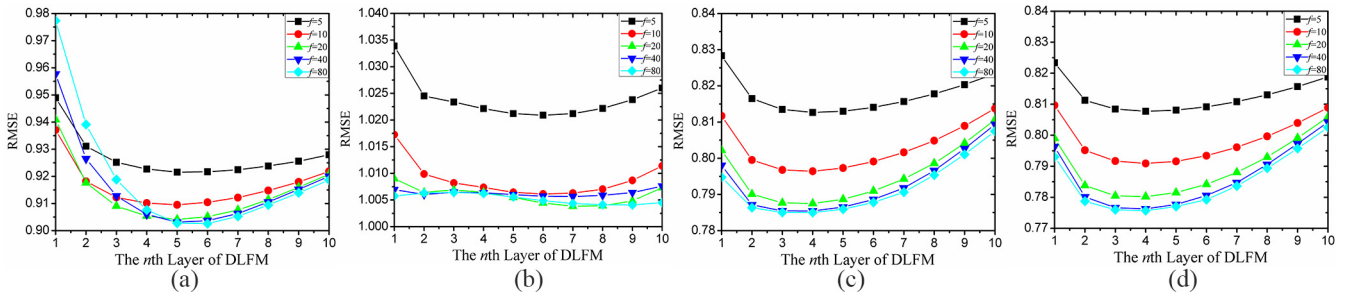 RMSE
0.98
0.97
0.96
0.95
0.94
0.93
0.92
0.91
0.90
1 2 3 4 5 6 7 8 9 10
The nth Layer of DLFM
f=5
f=10
f=20
f=40
f=80
(a)
RMSE
1.040
1.035
1.030
1.025
1.020
1.015
1.010
1.005
1.000
1 2 3 4 5 6 7 8 9 10
The nth Layer of DLFM
f=5
f=10
f=20
f=40
f=80
(b)
RMSE
0.84
0.83
0.82
0.81
0.80
0.79
0.78
1 2 3 4 5 6 7 8 9 10
The nth Layer of DLFM
f=5
f=10
f=20
f=40
f=80
(c)
RMSE
0.84
0.83
0.82
0.81
0.80
0.79
0.78
0.77
1 2 3 4 5 6 7 8 9 10
The nth Layer of DLFM
f=5
f=10
f=20
f=40
f=80
(d)